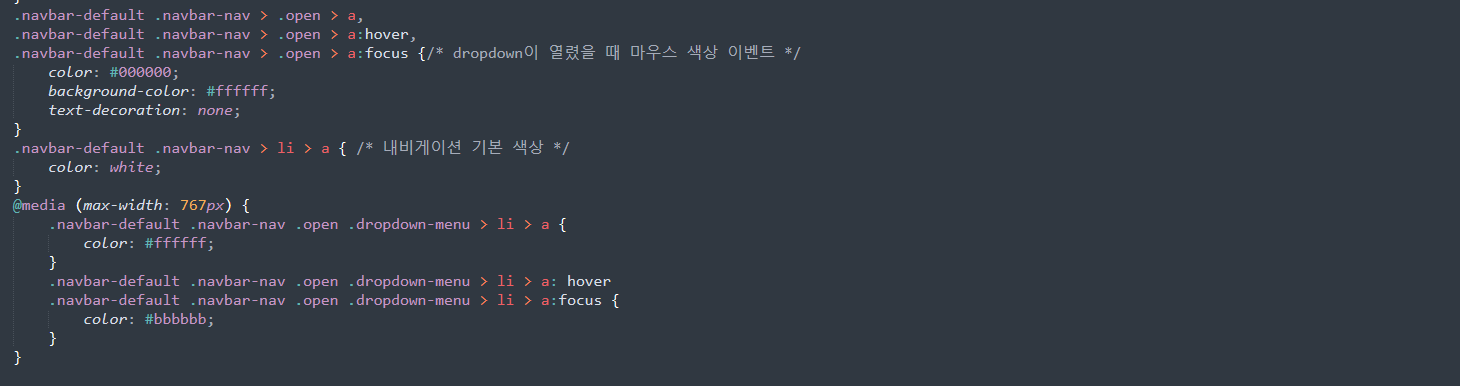 }
.navbar-default .navbar-nav > .open > a,
.navbar-default .navbar-nav > .open > a:hover,
.navbar-default .navbar-nav > .open > a:focus {/* dropdown이 열렸을 때 마우스 색상 이벤트 */
    color: #000000;
    background-color: #ffffff;
    text-decoration: none;
}
.navbar-default .navbar-nav > li > a { /* 내비게이션 기본 색상 */
    color: white;
}
@media (max-width: 767px) {
    .navbar-default .navbar-nav .open .dropdown-menu > li > a {
        color: #ffffff;
    }
    .navbar-default .navbar-nav .open .dropdown-menu > li > a: hover
    .navbar-default .navbar-nav .open .dropdown-menu > li > a:focus {
        color: #bbbbbb;
    }
}